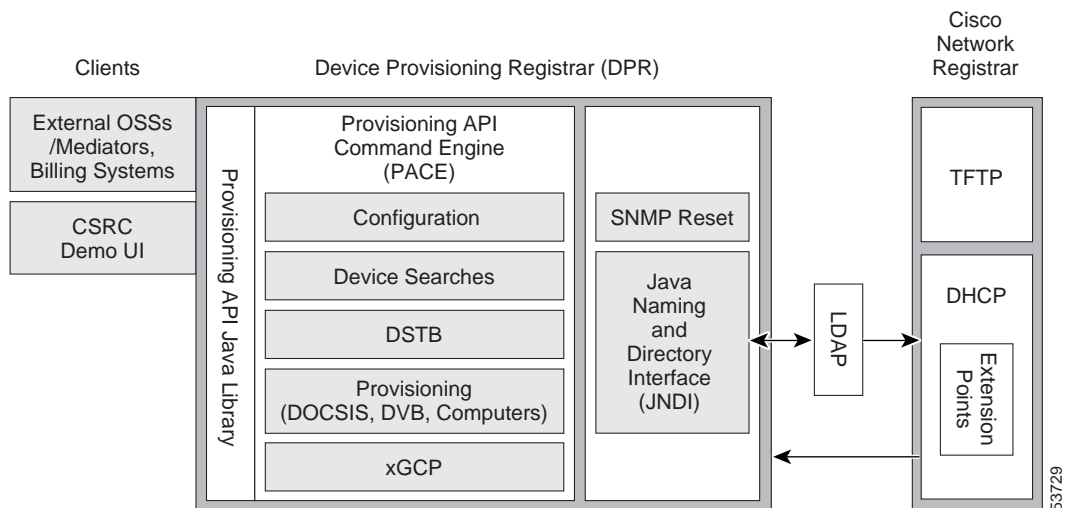 Clients
Device Provisioning Registrar (DPR)
Cisco
Network
Registrar
External OSSs
/Mediators,
Billing Systems
CSRC
Demo UI
Provisioning API Java Library
Provisioning API
Command Engine
(PACE)
Configuration
Device Searches
DSTB
Provisioning
(DOCSIS, DVB, Computers)
xGCP
SNMP Reset
Java
Naming
and
Directory
Interface
(JNDI)
LDAP
TFTP
DHCP
Extension
Points
53729